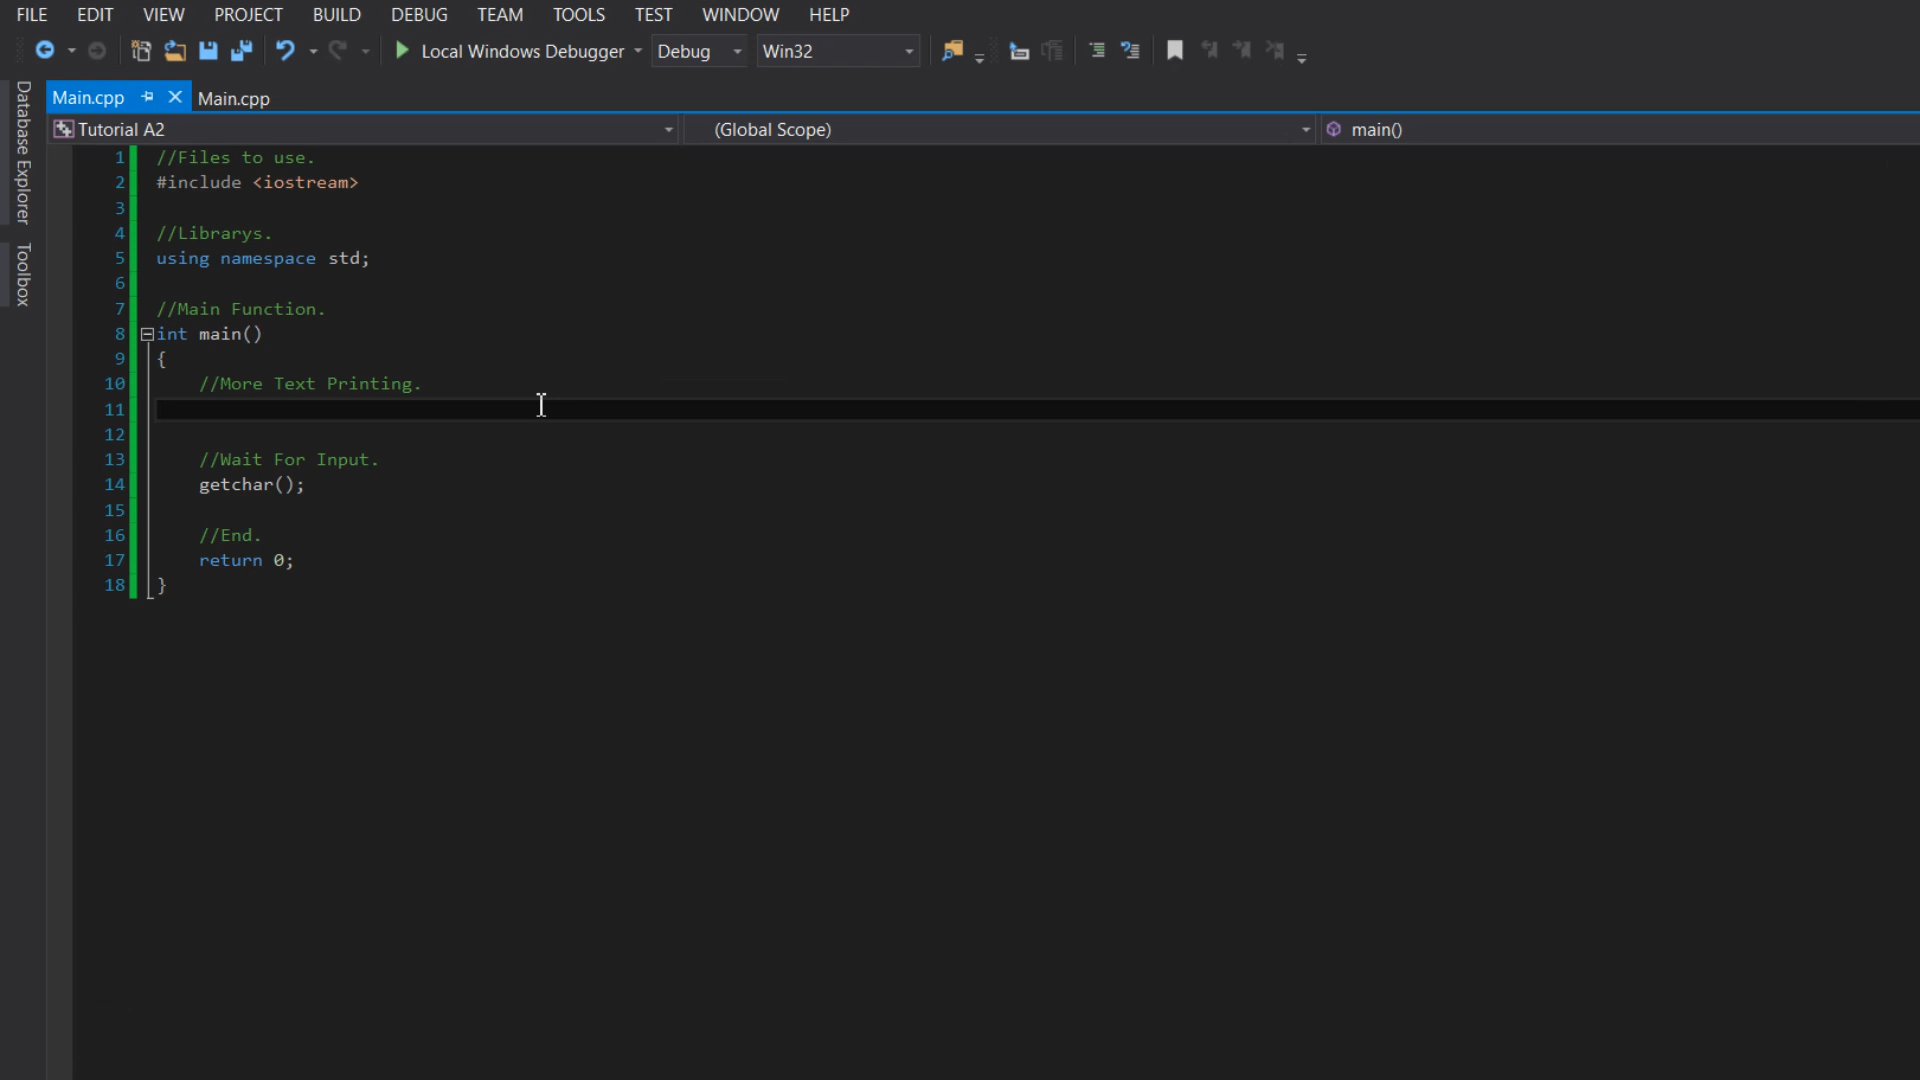 FILE EDIT VIEW PROJECT BUILD DEBUG TEAM TOOLS TEST WINDOW HELP
Local Windows Debugger Debug Win32
Database Explorer
Toolbox
Main.cpp Main.cpp
Tutorial A2 (Global Scope) main()
1 //Files to use.
2 #include <iostream>
3
4 //Librarys.
5 using namespace std;
6
7 //Main Function.
8 int main()
9 {
10 //More Text Printing.
11
12
13 //Wait For Input.
14 getchar();
15
16 //End.
17 return 0;
18 }